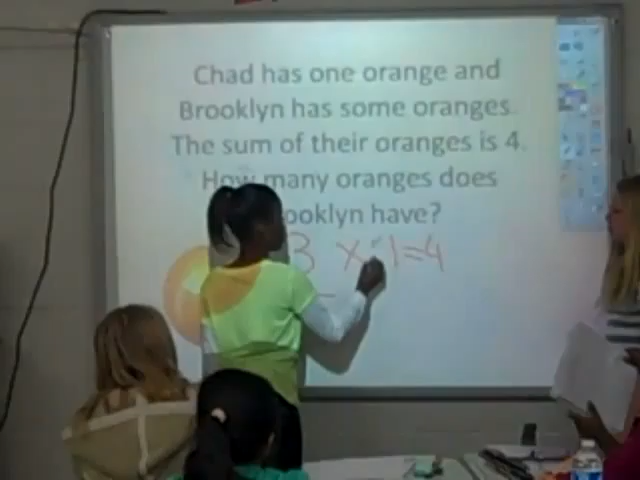 Chad has one orange and
Brooklyn has some oranges.
The sum of their oranges is 4.
How many oranges does
ooklyn have?
3 x 1=4